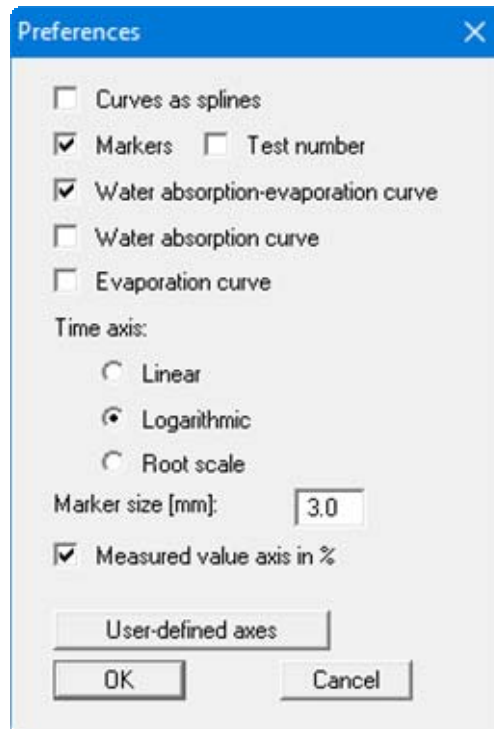 Preferences
Curves as splines
Markers Test number
Water absorption-evaporation curve
Water absorption curve
Evaporation curve
Time axis:
Linear
Logarithmic
Root scale
Marker size [mm]: 3.0
Measured value axis in %
User-defined axes
OK Cancel